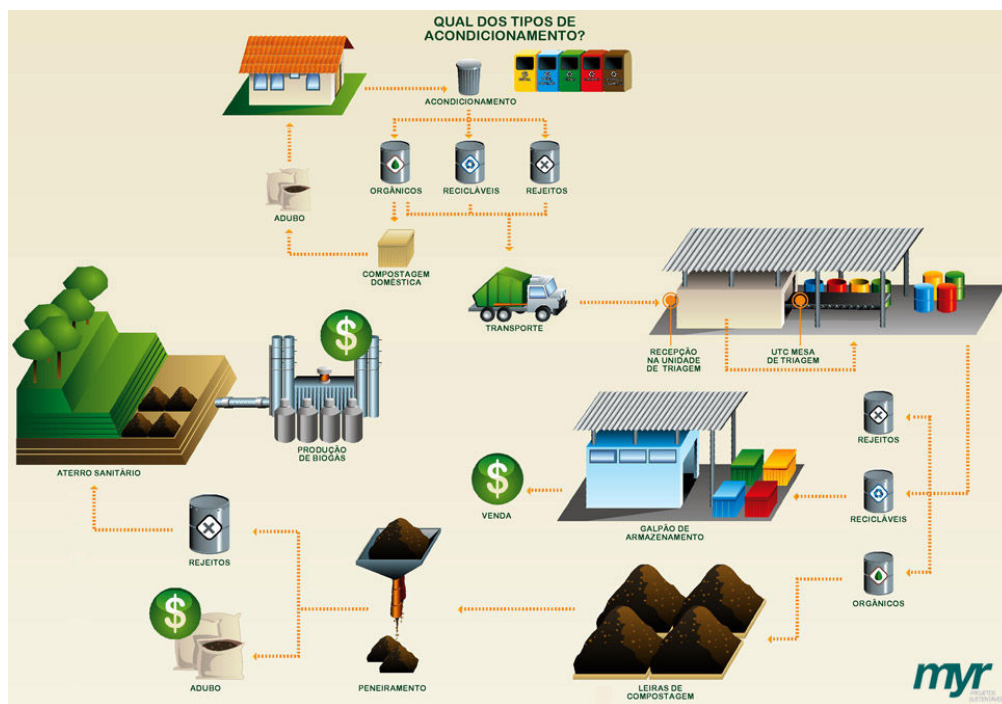 QUAL DOS TIPOS DE
ACONDICIONAMENTO?
ACONDICIONAMENTO
ORGÂNICOS
RECICLÁVEIS
REJEITOS
ADUBO
COMPOSTAGEM
DOMÉSTICA
TRANSPORTE
RECEPÇÃO
NA UNIDADE
DE TRIAGEM
UTC MESA
DE TRIAGEM
$
PRODUÇÃO
DE BIOGÁS
ATERRO SANITÁRIO
REJEITOS
$
VENDA
GALPÃO DE
ARMAZENAMENTO
RECICLÁVEIS
REJEITOS
ORGÂNICOS
$
ADUBO
PENEIRAMENTO
LEIRAS DE
COMPOSTAGEM
myr
PROJETOS